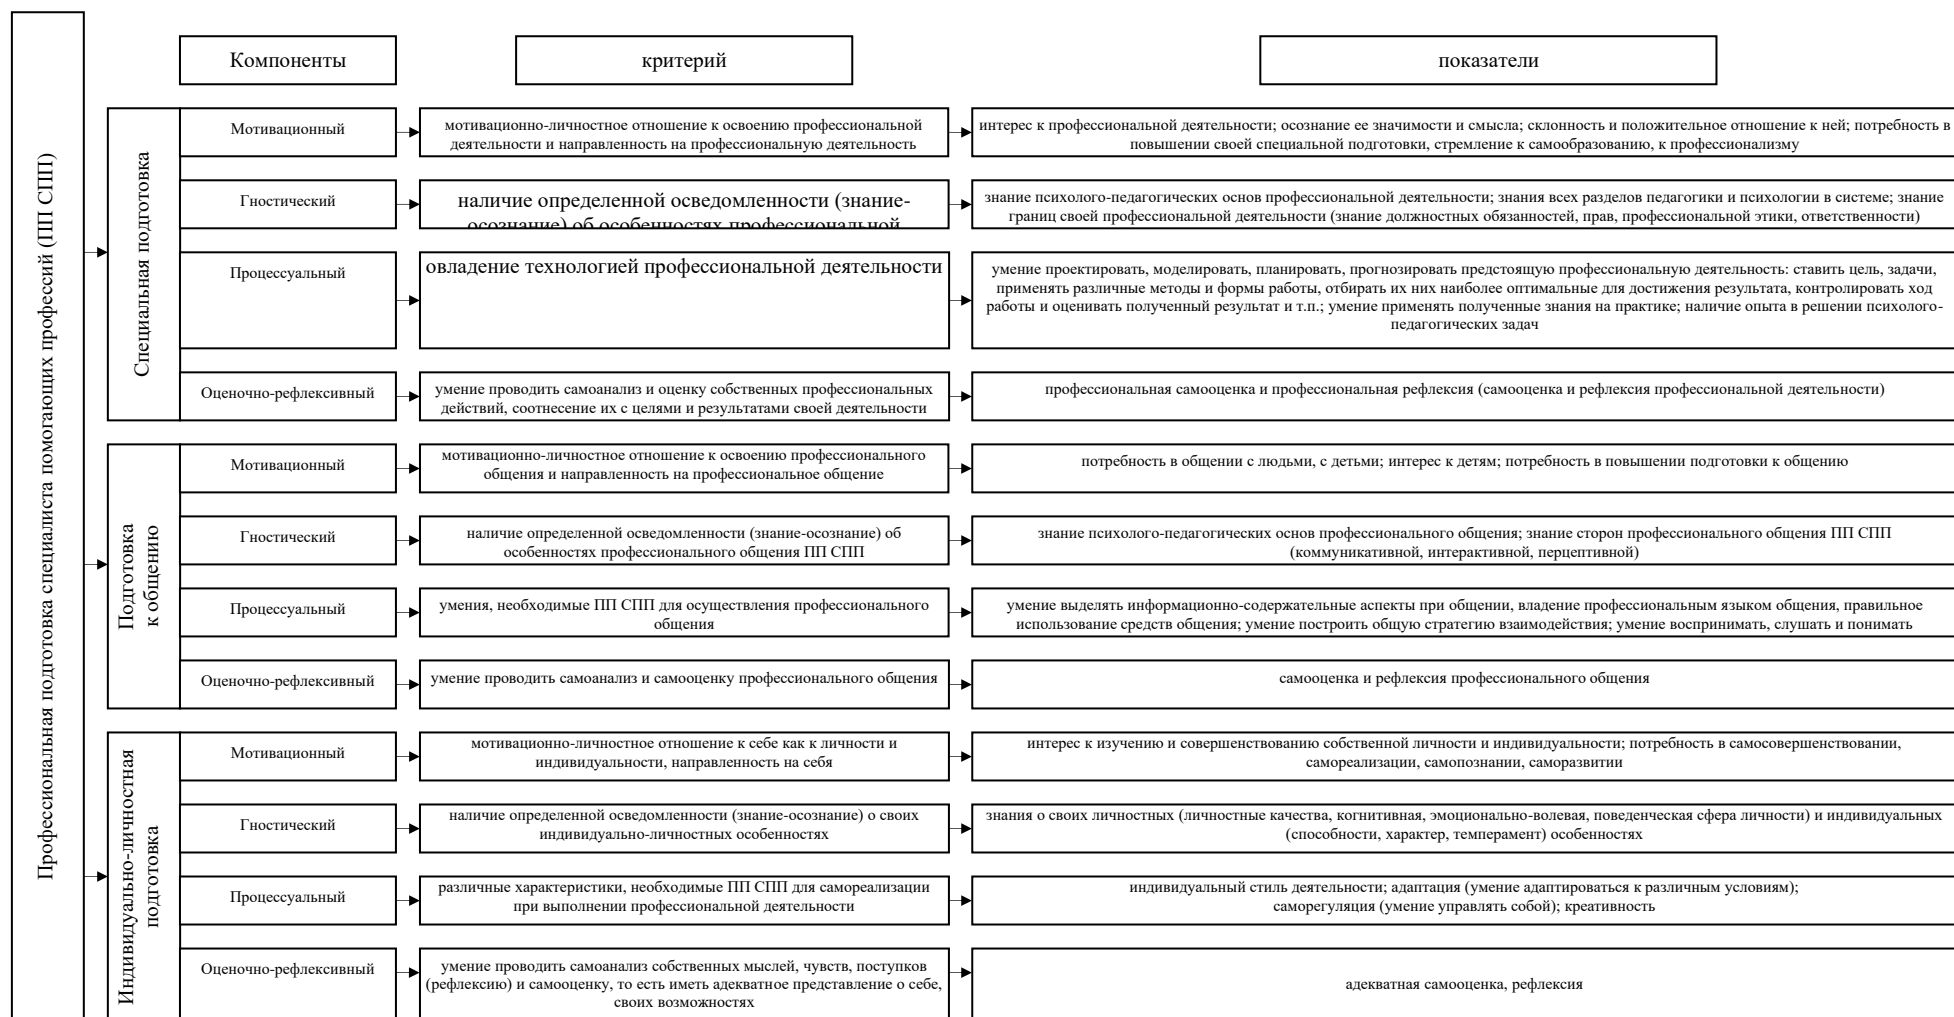 Профессиональная подготовка специалиста помогающих профессий (ПП СПП)
Компоненты
критерий
показатели
Специальная подготовка
Мотивационный
мотивационно-личностное отношение к освоению профессиональной
деятельности и направленность на профессиональную деятельность
интерес к профессиональной деятельности; осознание ее значимости и смысла; склонность и положительное отношение к ней; потребность в
повышении своей специальной подготовки, стремление к самообразованию, к профессионализму
Гностический
наличие определенной осведомленности (знание-
осознание) об особенностях профессиональной
знание психолого-педагогических основ профессиональной деятельности; знания всех разделов педагогики и психологии в системе; знание
границ своей профессиональной деятельности (знание должностных обязанностей, прав, профессиональной этики, ответственности)
Процессуальный
овладение технологией профессиональной деятельности
умение проектировать, моделировать, планировать, прогнозировать предстоящую профессиональную деятельность: ставить цель, задачи,
применять различные методы и формы работы, отбирать их них наиболее оптимальные для достижения результата, контролировать ход
работы и оценивать полученный результат и т.п.; умение применять полученные знания на практике; наличие опыта в решении психолого-
педагогических задач
Оценочно-рефлексивный
умение проводить самоанализ и оценку собственных профессиональных
действий, соотнесение их с целями и результатами своей деятельности
профессиональная самооценка и профессиональная рефлексия (самооценка и рефлексия профессиональной деятельности)
Подготовка
к общению
Мотивационный
мотивационно-личностное отношение к освоению профессионального
общения и направленность на профессиональное общение
потребность в общении с людьми, с детьми; интерес к детям; потребность в повышении подготовки к общению
Гностический
наличие определенной осведомленности (знание-осознание) об
особенностях профессионального общения ПП СПП
знание психолого-педагогических основ профессионального общения; знание сторон профессионального общения ПП СПП
(коммуникативной, интерактивной, перцептивной)
Процессуальный
умения, необходимые ПП СПП для осуществления профессионального
общения
умение выделять информационно-содержательные аспекты при общении, владение профессиональным языком общения, правильное
использование средств общения; умение построить общую стратегию взаимодействия; умение воспринимать, слушать и понимать
Оценочно-рефлексивный
умение проводить самоанализ и самооценку профессионального общения
самооценка и рефлексия профессионального общения
Индивидуально-личностная
подготовка
Мотивационный
мотивационно-личностное отношение к себе как к личности и
индивидуальности, направленность на себя
интерес к изучению и совершенствованию собственной личности и индивидуальности; потребность в самосовершенствовании,
самореализации, самопознании, саморазвитии
Гностический
наличие определенной осведомленности (знание-осознание) о своих
индивидуально-личностных особенностях
знания о своих личностных (личностные качества, когнитивная, эмоционально-волевая, поведенческая сфера личности) и индивидуальных
(способности, характер, темперамент) особенностях
Процессуальный
различные характеристики, необходимые ПП СПП для самореализации
при выполнении профессиональной деятельности
индивидуальный стиль деятельности; адаптация (умение адаптироваться к различным условиям);
саморегуляция (умение управлять собой); креативность
Оценочно-рефлексивный
умение проводить самоанализ собственных мыслей, чувств, поступков
(рефлексию) и самооценку, то есть иметь адекватное представление о себе,
своих возможностях
адекватная самооценка, рефлексия